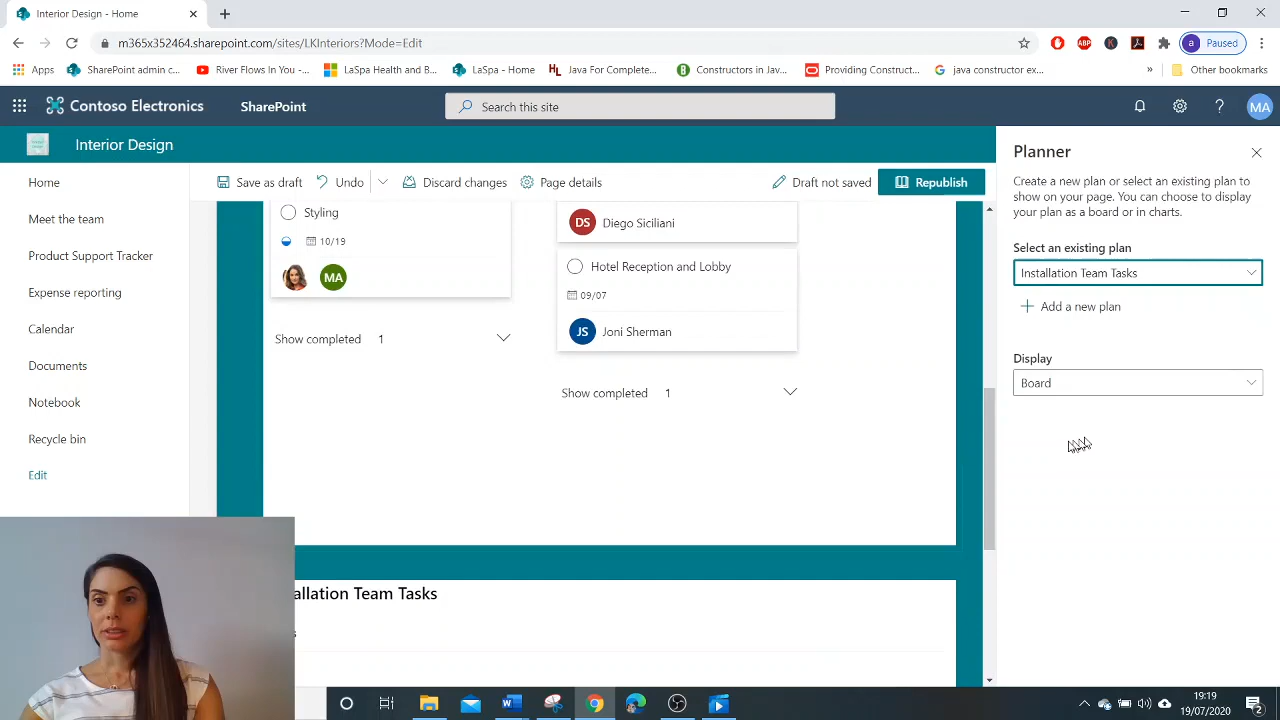 Interior Design - Home
m365x352464.sharepoint.com/sites/LKInteriors?Mode=Edit
a Paused
Apps
SharePoint admin c...
River Flows In You -...
LaSpa Health and B...
LaSpa - Home
Java For Complete...
Constructors in Jav...
Providing Construc...
java constructor ex...
»
Other bookmarks
Contoso Electronics
SharePoint
Search this site
MA
Interior Design
Home
Meet the team
Product Support Tracker
Expense reporting
Calendar
Documents
Notebook
Recycle bin
Edit
Save as draft
Undo
Discard changes
Page details
Draft not saved
Republish
Styling
10/19
MA
Show completed 1
DS Diego Siciliani
Hotel Reception and Lobby
09/07
JS Joni Sherman
Show completed 1
allation Team Tasks
s
Planner
Create a new plan or select an existing plan to
show on your page. You can choose to display
your plan as a board or in charts.
Select an existing plan
Installation Team Tasks
Add a new plan
Display
Board
19:19
19/07/2020
2